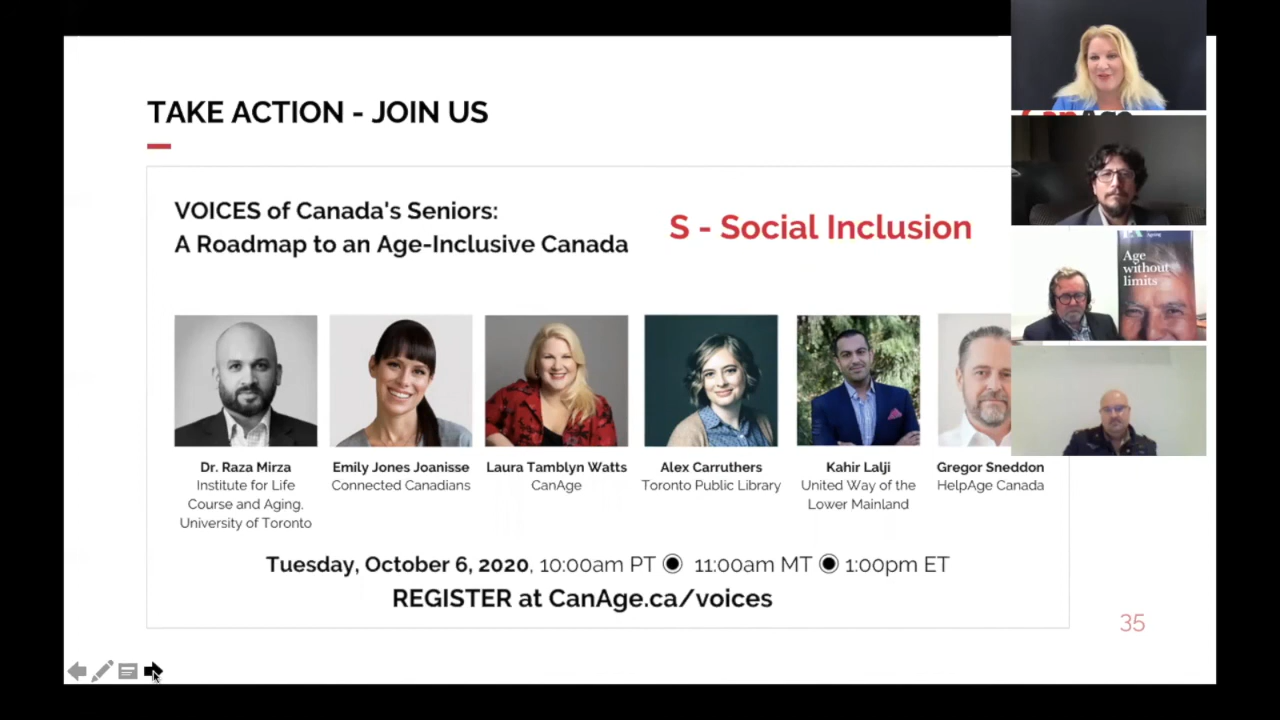 TAKE ACTION - JOIN US
VOICES of Canada's Seniors:
A Roadmap to an Age-Inclusive Canada
S - Social Inclusion
Dr. Raza Mirza
Institute for Life
Course and Aging,
University of Toronto
Emily Jones Joanisse
Connected Canadians
Laura Tamblyn Watts
CanAge
Alex Carruthers
Toronto Public Library
Kahir Lalji
United Way of the
Lower Mainland
Gregor Sneddon
HelpAge Canada
Tuesday, October 6, 2020, 10:00am PT ◉ 11:00am MT ◉ 1:00pm ET
REGISTER at CanAge.ca/voices
35
Age
without
limits